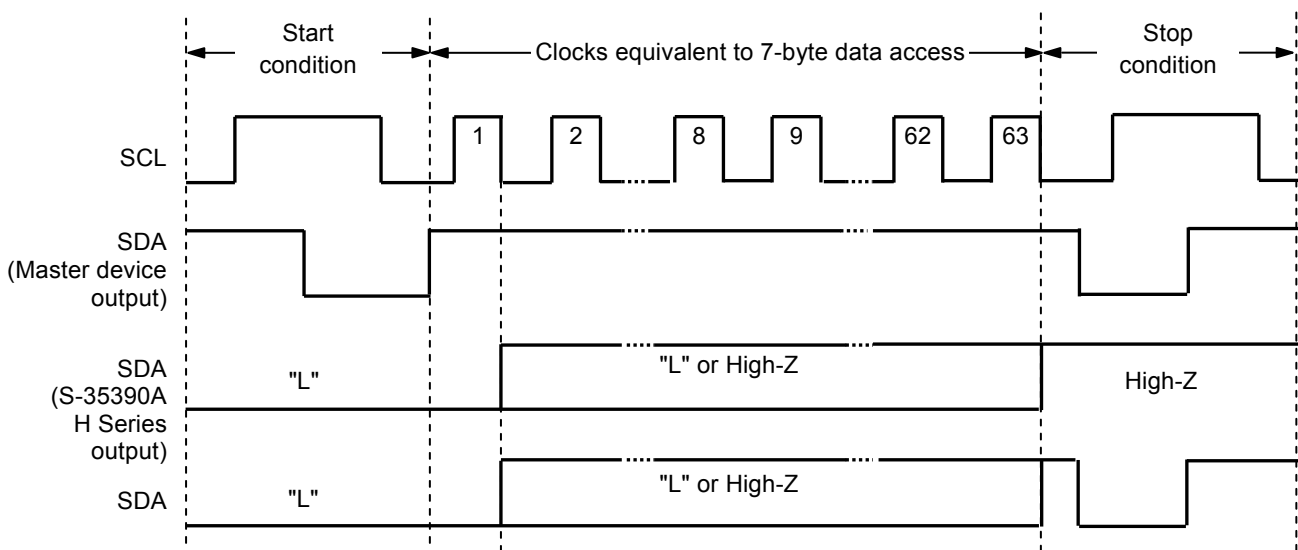 Start
condition
Clocks equivalent to 7-byte data access
Stop
condition
SCL
1
2
8
9
62
63
SDA
(Master device
output)
SDA
(S-35390A
H Series
output)
"L"
"L" or High-Z
High-Z
SDA
"L"
"L" or High-Z